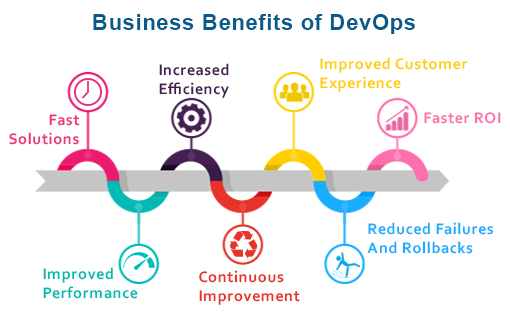 Business Benefits of DevOps
Fast
Solutions
Improved
Performance
Increased
Efficiency
Continuous
Improvement
Improved Customer
Experience
Reduced Failures
And Rollbacks
Faster ROI